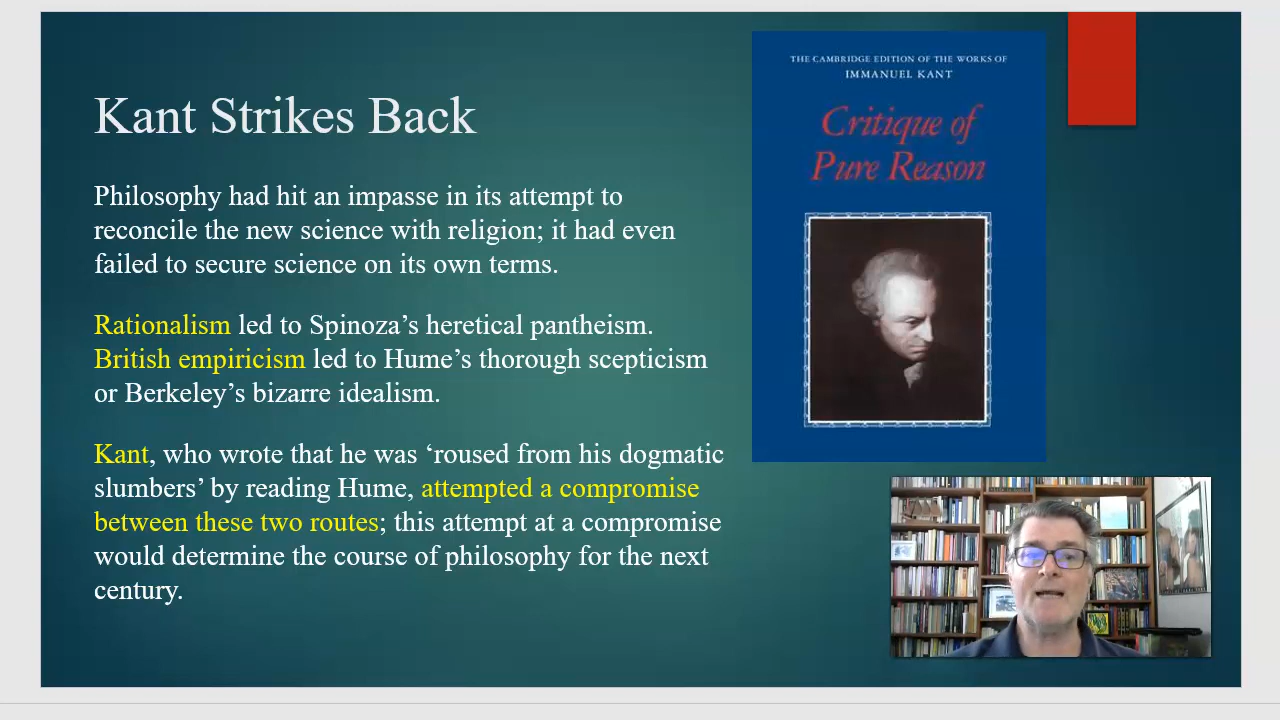 Kant Strikes Back
Philosophy had hit an impasse in its attempt to
reconcile the new science with religion; it had even
failed to secure science on its own terms.
Rationalism led to Spinoza’s heretical pantheism.
British empiricism led to Hume’s thorough scepticism
or Berkeley’s bizarre idealism.
Kant, who wrote that he was ‘roused from his dogmatic
slumbers’ by reading Hume, attempted a compromise
between these two routes; this attempt at a compromise
would determine the course of philosophy for the next
century.
THE CAMBRIDGE EDITION OF THE WORKS OF
IMMANUEL KANT
Critique of
Pure Reason